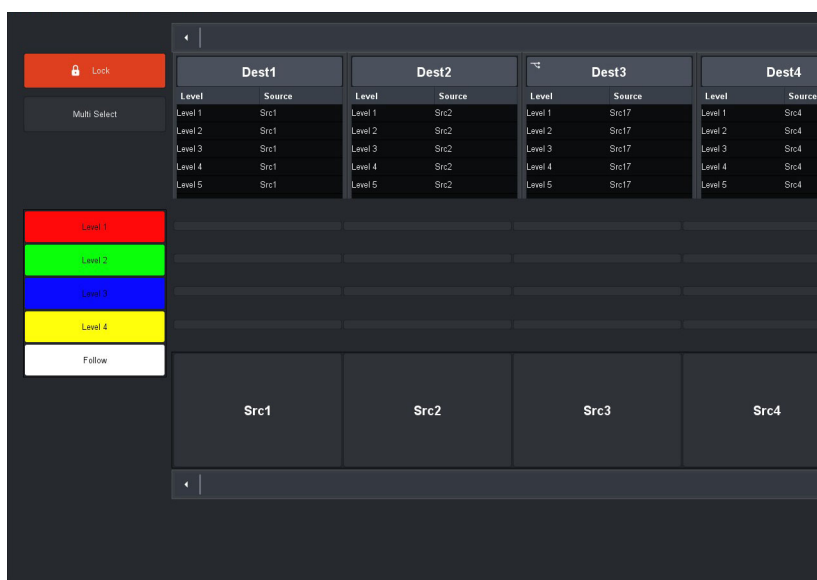 Lock
Multi Select
Dest1 Dest2 Dest3 Dest4
Level Source Level Source Level Source Level Source
Level 1 Src1 Level 1 Src2 Level 1 Src17 Level 1 Src4
Level 2 Src1 Level 2 Src2 Level 2 Src17 Level 2 Src4
Level 3 Src1 Level 3 Src2 Level 3 Src17 Level 3 Src4
Level 4 Src1 Level 4 Src2 Level 4 Src17 Level 4 Src4
Level 5 Src1 Level 5 Src2 Level 5 Src17 Level 5 Src4
Level 1
Level 2
Level 3
Level 4
Follow
Src1 Src2 Src3 Src4